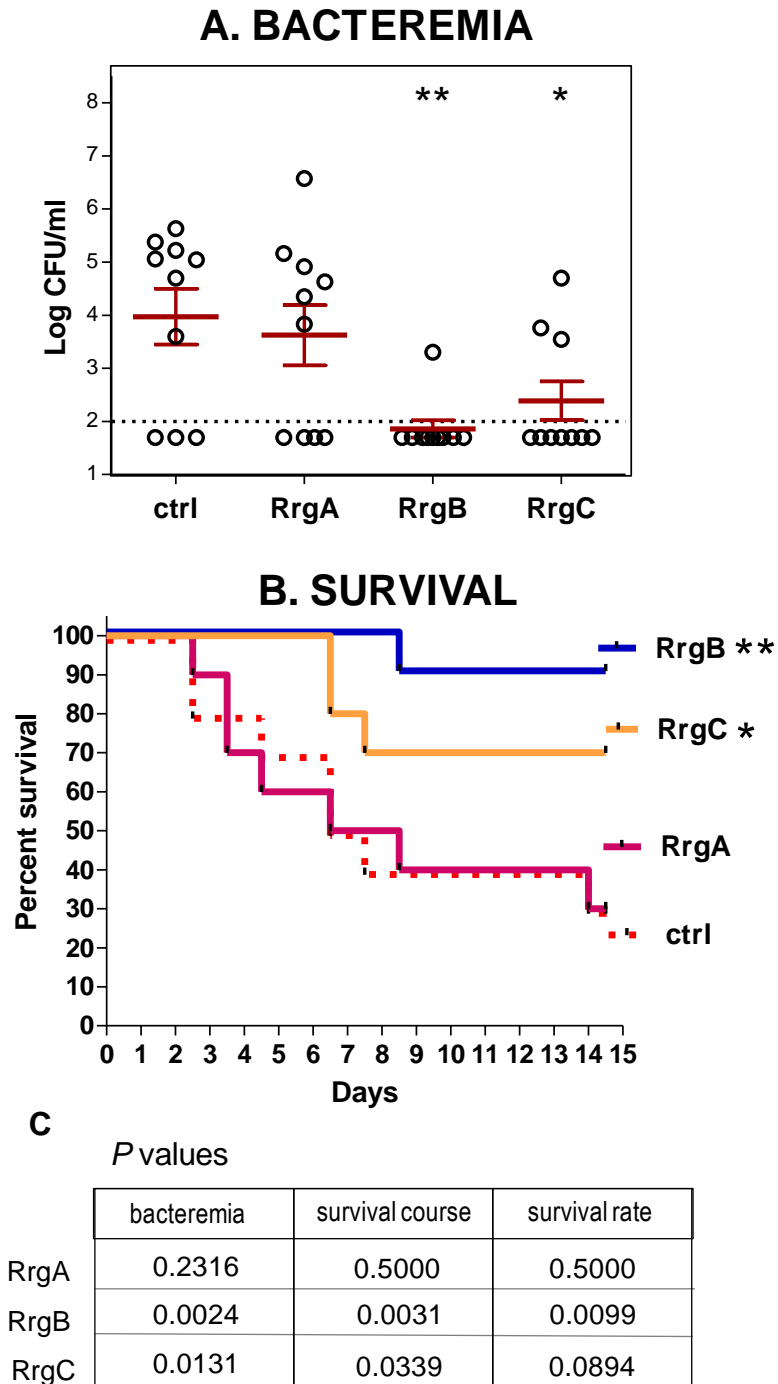 A. BACTEREMIA
** *
8
7
6
5
4
3
2
1
Log CFU/ml
ctrl RrgA RrgB RrgC
B. SURVIVAL
100
90
80
70
60
50
40
30
20
10
0
Percent survival
RrgB **
RrgC *
RrgA
ctrl
0 1 2 3 4 5 6 7 8 9 10 11 12 13 14 15
Days
C
P values
bacteremia survival course survival rate
RrgA 0.2316 0.5000 0.5000
RrgB 0.0024 0.0031 0.0099
RrgC 0.0131 0.0339 0.0894